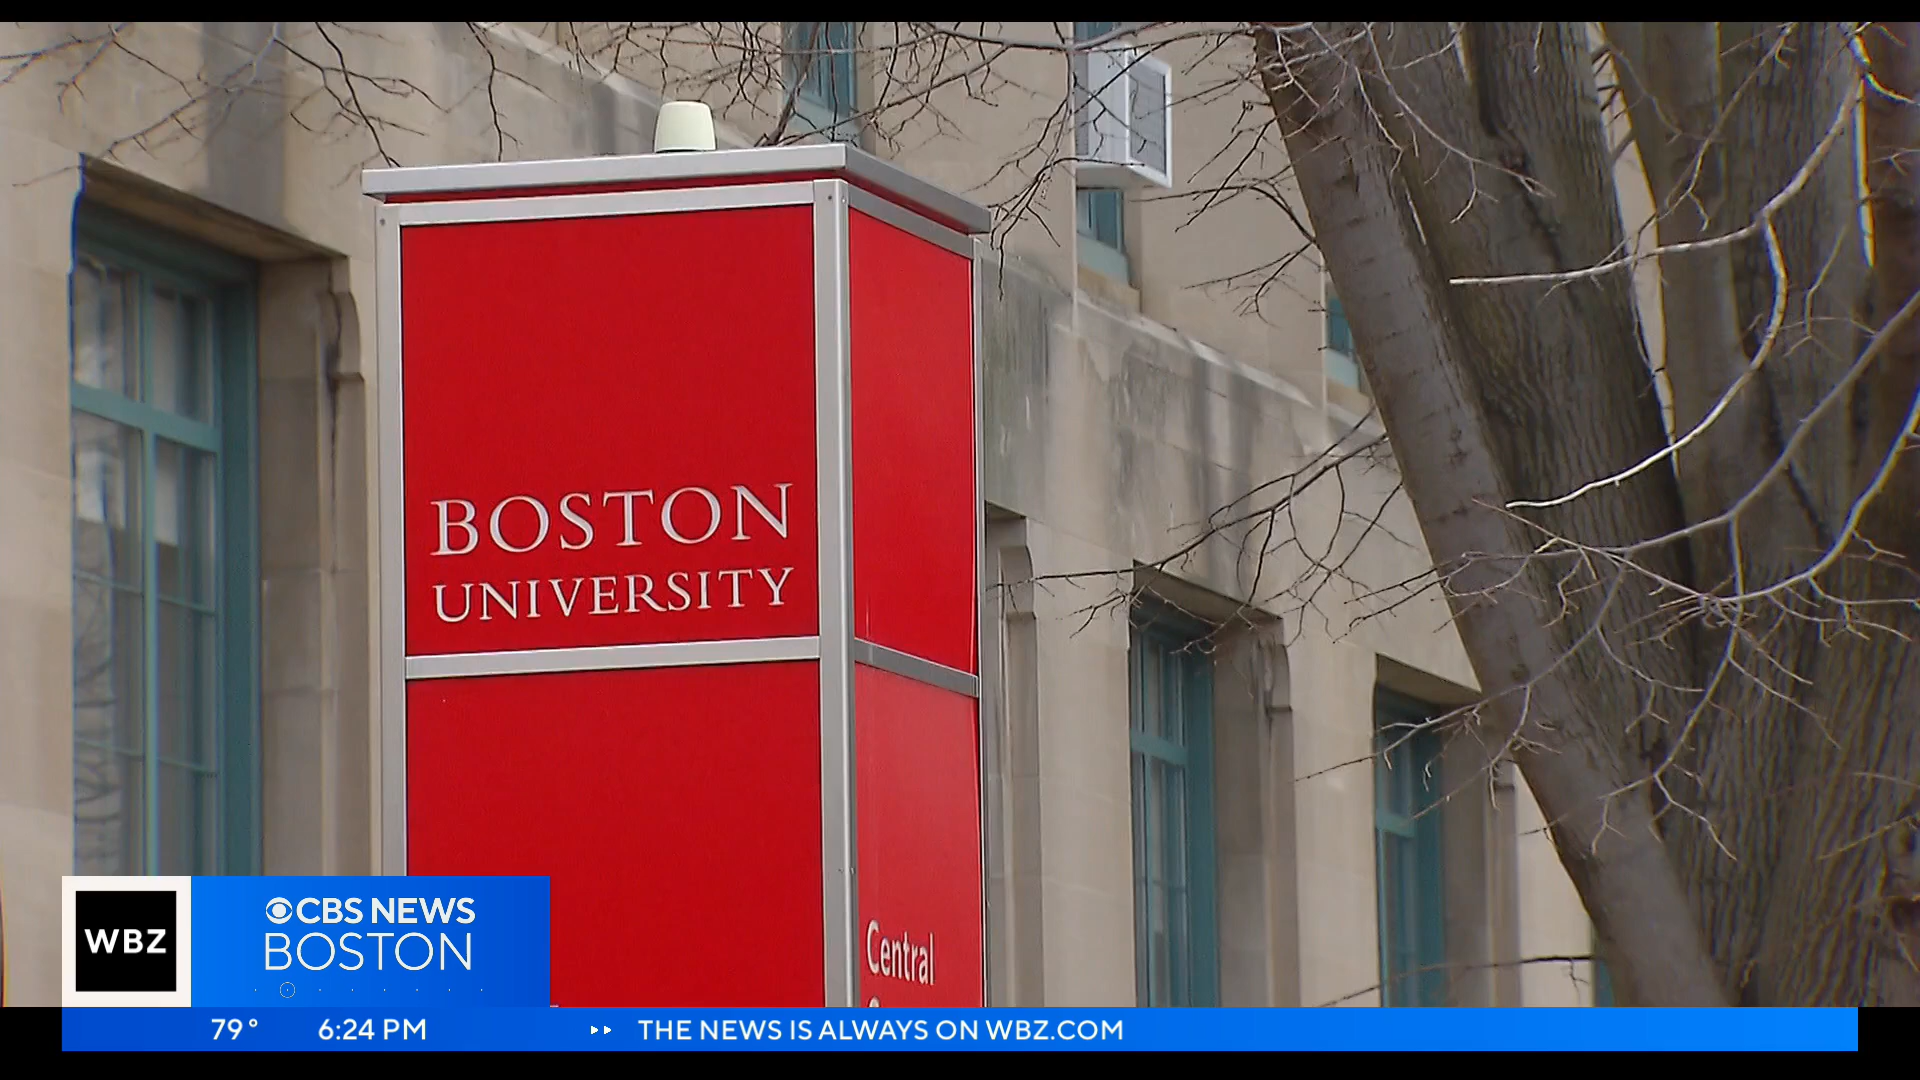 BOSTON
UNIVERSITY
Central
WBZ
CBS NEWS
BOSTON
79°
6:24 PM
THE NEWS IS ALWAYS ON WBZ.COM